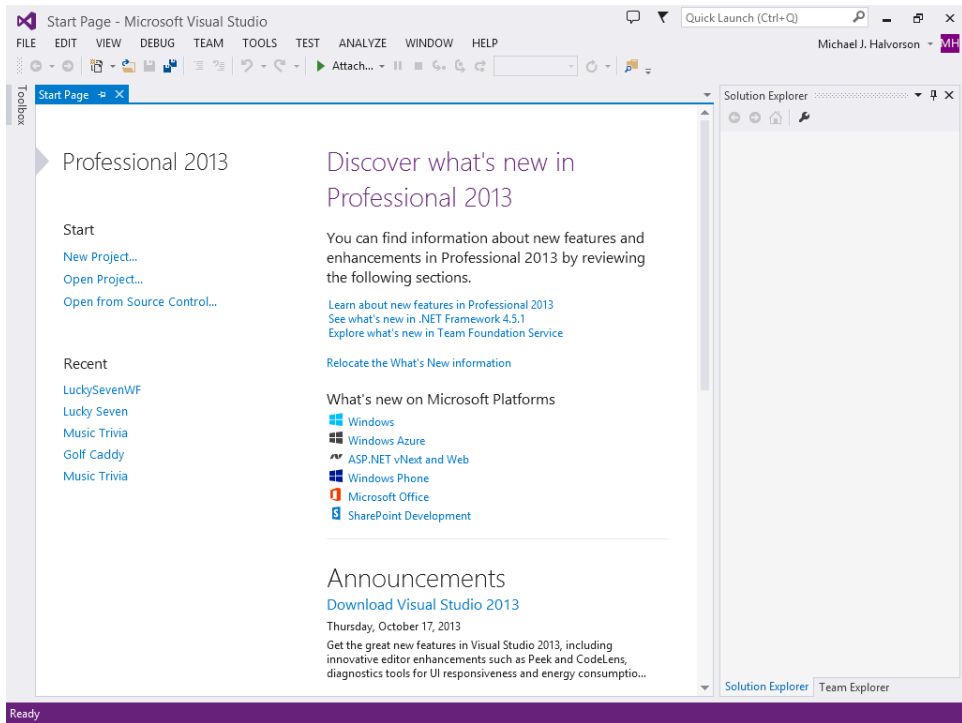 Start Page - Microsoft Visual Studio
Quick Launch (Ctrl+Q)
FILE EDIT VIEW DEBUG TEAM TOOLS TEST ANALYZE WINDOW HELP
Michael J. Halvorson MH
Attach...
Toolbox
Start Page
Solution Explorer
Professional 2013
Start
New Project...
Open Project...
Open from Source Control...
Recent
LuckySevenWF
Lucky Seven
Music Trivia
Golf Caddy
Music Trivia
Discover what's new in
Professional 2013
You can find information about new features and
enhancements in Professional 2013 by reviewing
the following sections.
Learn about new features in Professional 2013
See what's new in .NET Framework 4.5.1
Explore what's new in Team Foundation Service
Relocate the What's New information
What's new on Microsoft Platforms
Windows
Windows Azure
ASP.NET vNext and Web
Windows Phone
Microsoft Office
SharePoint Development
Announcements
Download Visual Studio 2013
Thursday, October 17, 2013
Get the great new features in Visual Studio 2013, including
innovative editor enhancements such as Peek and CodeLens,
diagnostics tools for UI responsiveness and energy consumptio...
Solution Explorer Team Explorer
Ready